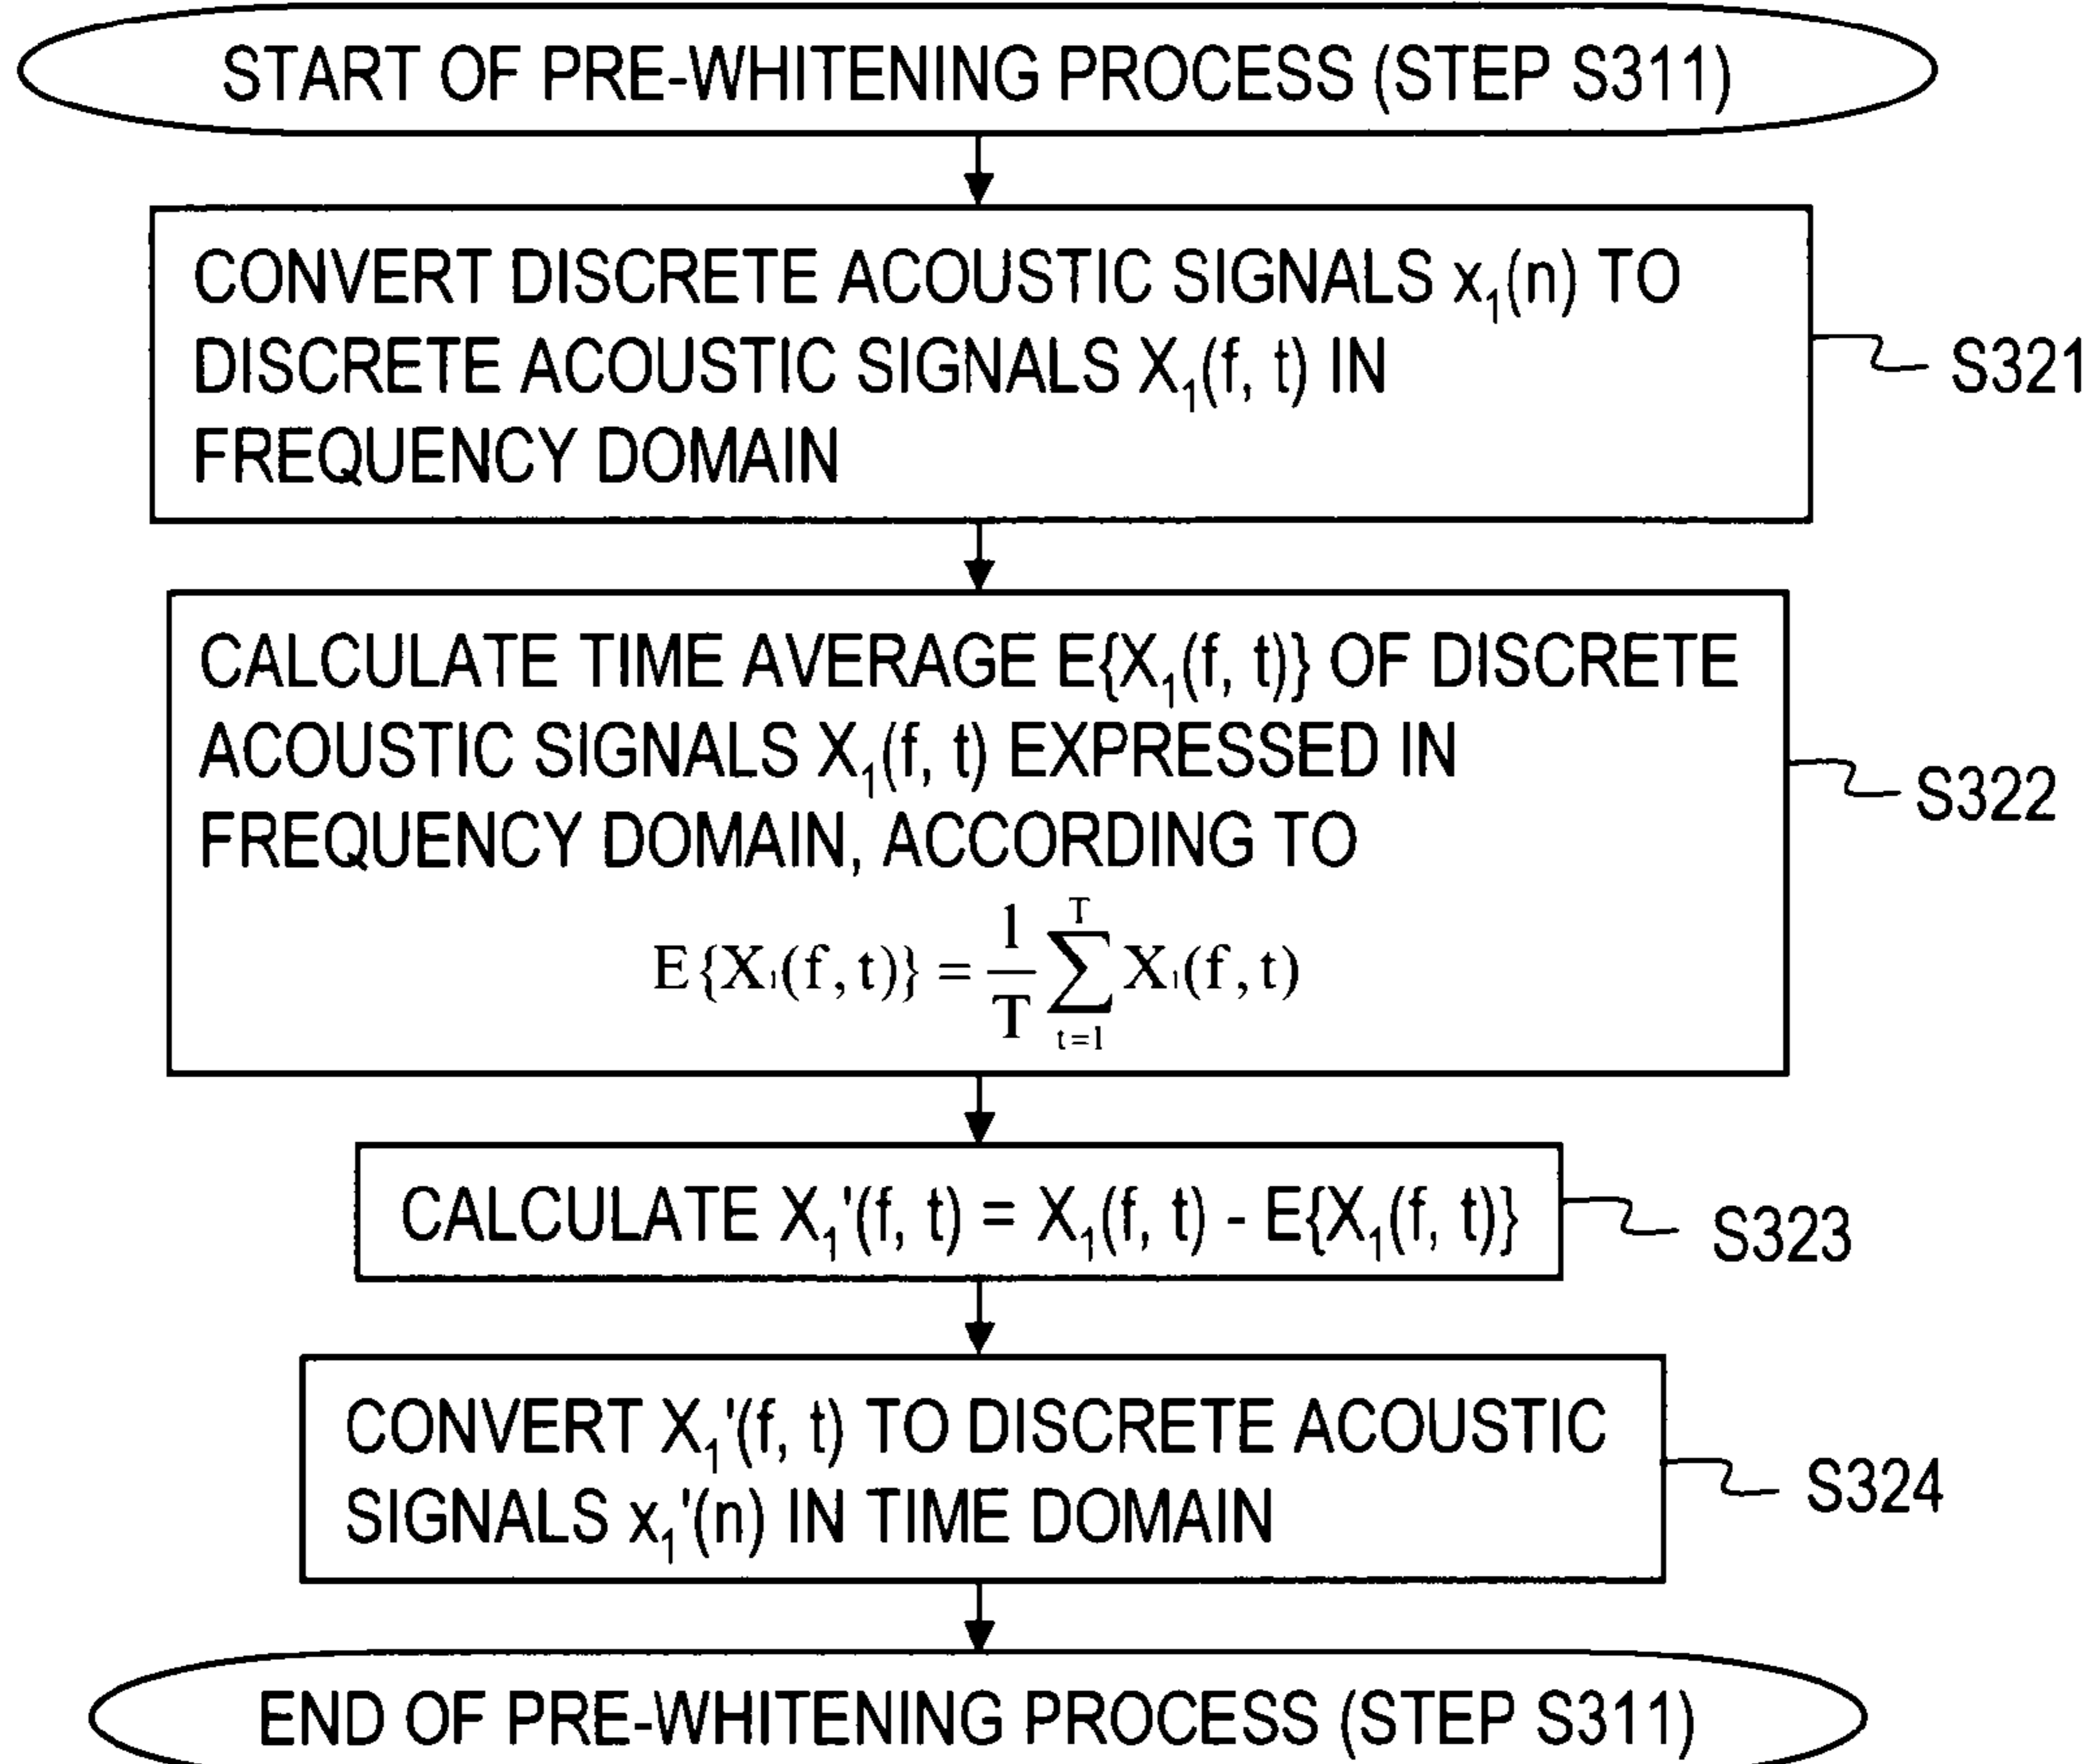 START OF PRE-WHITENING PROCESS (STEP S311)
CONVERT DISCRETE ACOUSTIC SIGNALS x₁(n) TO
DISCRETE ACOUSTIC SIGNALS X₁(f, t) IN
FREQUENCY DOMAIN
S321
CALCULATE TIME AVERAGE E{X₁(f, t)} OF DISCRETE
ACOUSTIC SIGNALS X₁(f, t) EXPRESSED IN
FREQUENCY DOMAIN, ACCORDING TO
E{X₁(f,t)} = 1/T ∑_{t=1}^{T} X₁(f,t)
S322
CALCULATE X₁'(f, t) = X₁(f, t) - E{X₁(f, t)}
S323
CONVERT X₁'(f, t) TO DISCRETE ACOUSTIC
SIGNALS x₁'(n) IN TIME DOMAIN
S324
END OF PRE-WHITENING PROCESS (STEP S311)